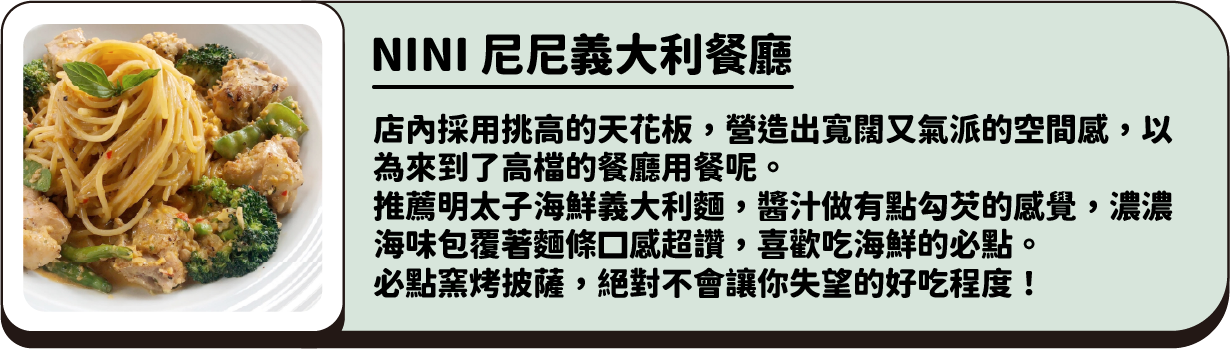 NINI 尼尼義大利餐廳
店內採用挑高的天花板，營造出寬闊又氣派的空間感，以
為來到了高檔的餐廳用餐呢。
推薦明太子海鮮義大利麵，醬汁做有點勾芡的感覺，濃濃
海味包覆著麵條口感超讚，喜歡吃海鮮的必點。
必點窯烤披薩，絕對不會讓你失望的好吃程度！